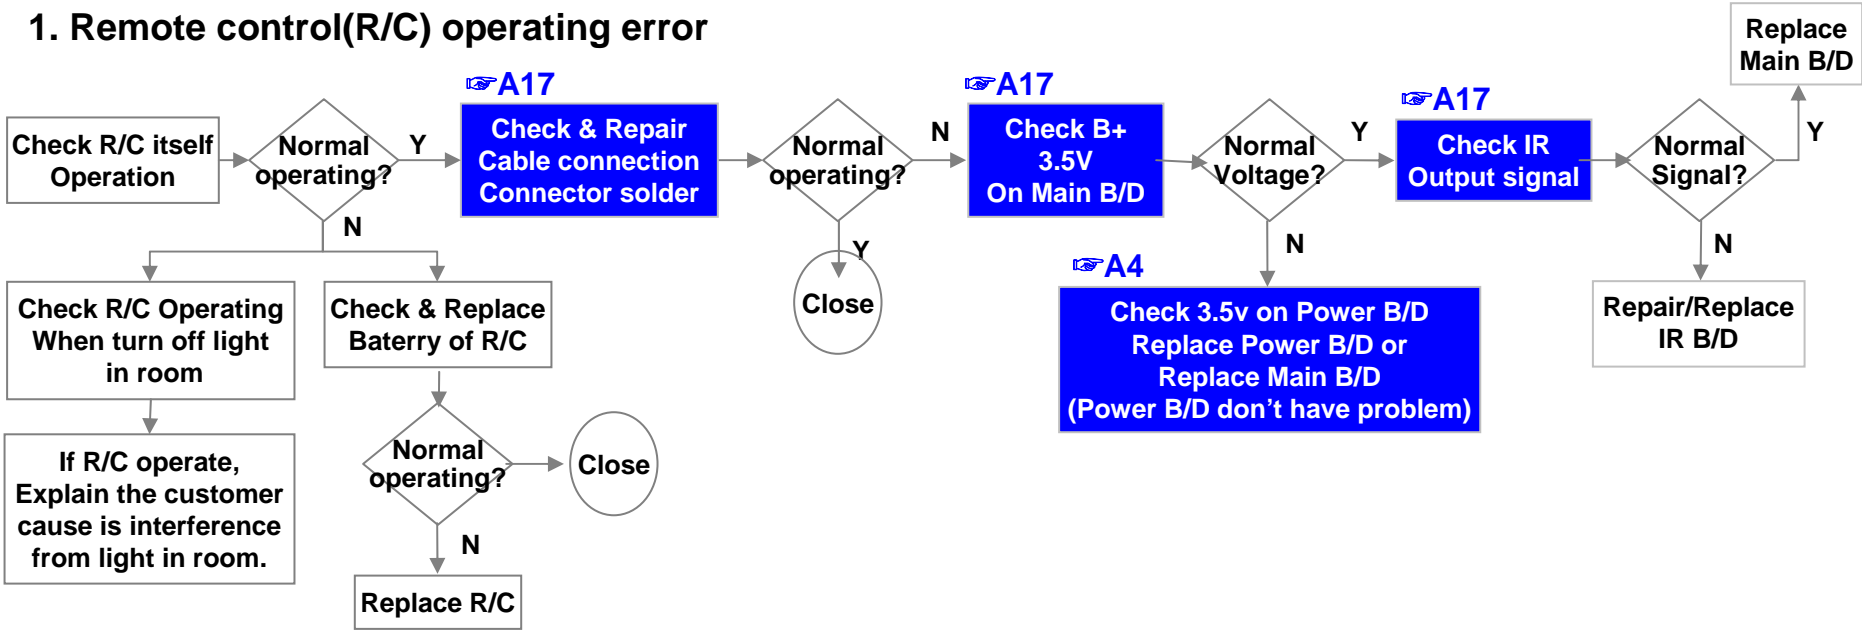 1. Remote control(R/C) operating error
Replace
Main B/D
☞A17
☞A17
☞A17
Check R/C itself
Operation
Normal
operating?
Y
Check & Repair
Cable connection
Connector solder
Normal
operating?
N
Check B+
3.5V
On Main B/D
Normal
Voltage?
Y
Check IR
Output signal
Normal
Signal?
Y
N
Y
N
N
Close
☞A4
Check 3.5v on Power B/D
Replace Power B/D or
Replace Main B/D
(Power B/D don’t have problem)
Repair/Replace
IR B/D
Check R/C Operating
When turn off light
in room
Check & Replace
Baterry of R/C
If R/C operate,
Explain the customer
cause is interference
from light in room.
Normal
operating?
Close
N
Replace R/C